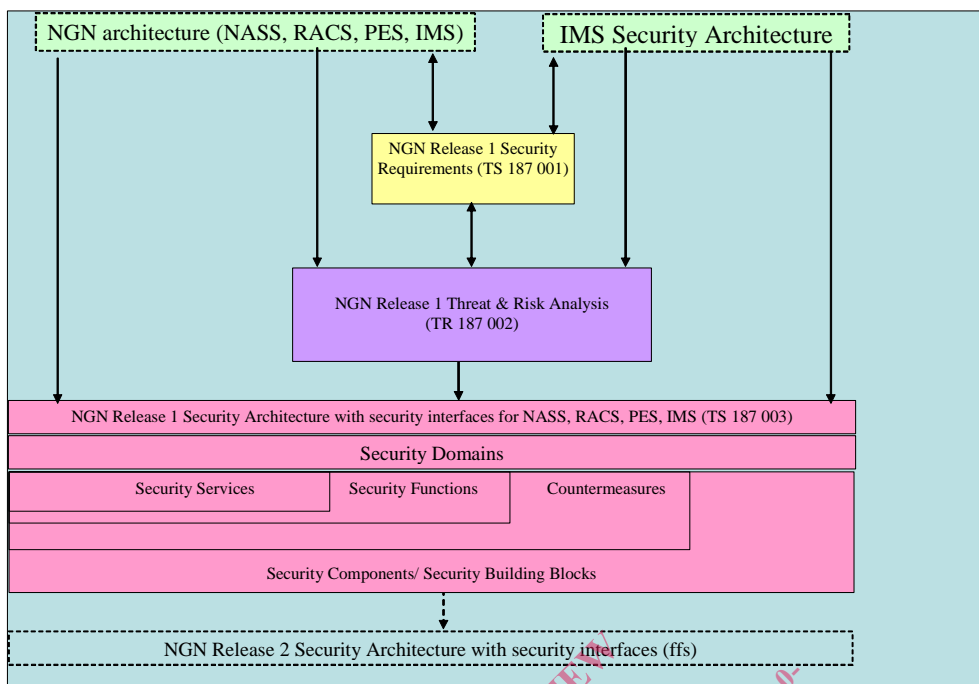 NGN architecture (NASS, RACS, PES, IMS)
IMS Security Architecture
NGN Release 1 Security
Requirements (TS 187 001)
NGN Release 1 Threat & Risk Analysis
(TR 187 002)
NGN Release 1 Security Architecture with security interfaces for NASS, RACS, PES, IMS (TS 187 003)
Security Domains
Security Services
Security Functions
Countermeasures
Security Components/ Security Building Blocks
NGN Release 2 Security Architecture with security interfaces (ffs)